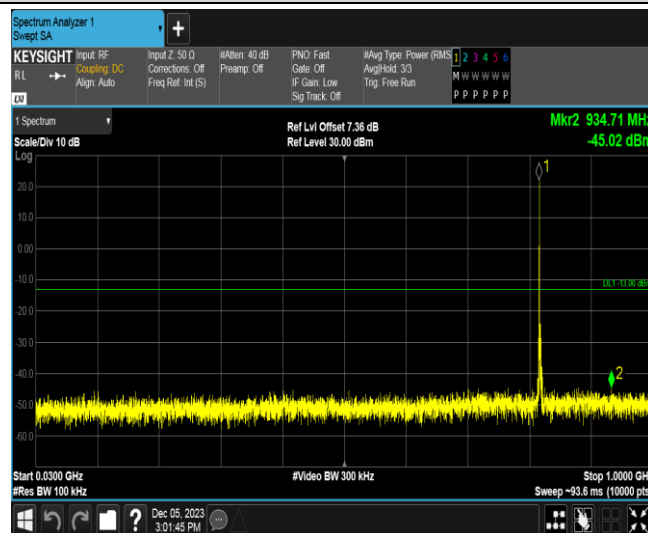 Spectrum Analyzer 1
Swept SA
+
KEYSIGHT Input: RF Input Z: 50 Ω #Atten: 40 dB PNO: Fast #Avg Type: Power (RMS 1 2 3 4 5 6
RL Coupling: DC Corrections: Off Preamp: Off Gate: Off Avg|Hold: 3/3 M W W W W W
Align: Auto Freq Ref: Int (S) IF Gain: Low Trig: Free Run
Sig Track: Off P P P P P P
1 Spectrum Ref Lvl Offset 7.36 dB Mkr2 934.71 MHz
Scale/Div 10 dB Ref Level 30.00 dBm -45.02 dBm
Log
1
20.0
10.0
0.00
-10.0
DL1 -13.00 dBm
-20.0
-30.0
-40.0
2
-50.0
-60.0
Start 0.0300 GHz #Video BW 300 kHz Stop 1.0000 GH
#Res BW 100 kHz Sweep ~93.6 ms (10000 pts
? Dec 05, 2023
3:01:45 PM